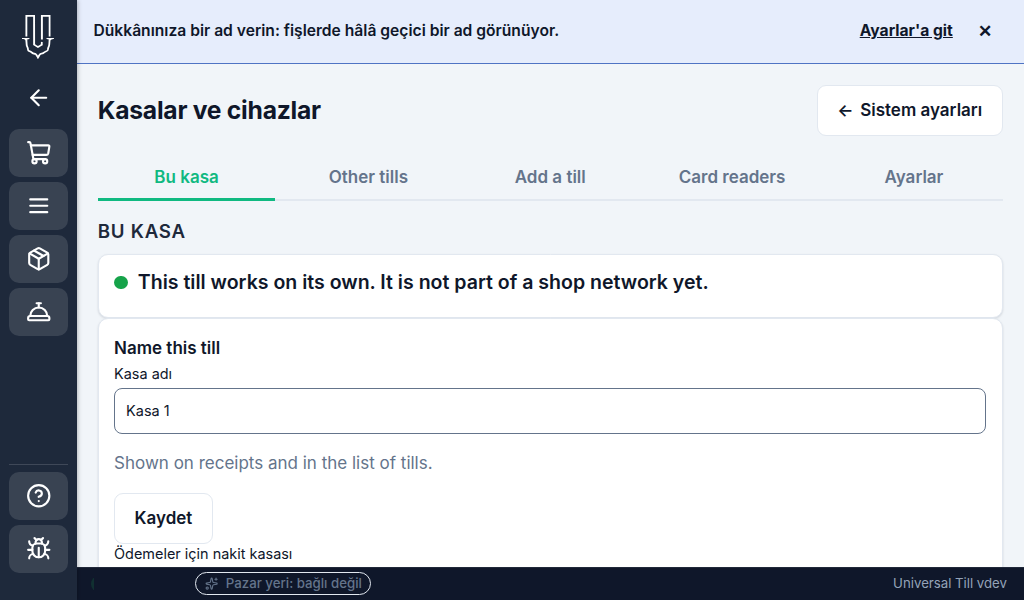 Dükkânınıza bir ad verin: fişlerde hâlâ geçici bir ad görünüyor.
Ayarlar'a git
Kasalar ve cihazlar
Sistem ayarları
Bu kasa
Other tills
Add a till
Card readers
Ayarlar
BU KASA
This till works on its own. It is not part of a shop network yet.
Name this till
Kasa adı
Kasa 1
Shown on receipts and in the list of tills.
Kaydet
Ödemeler için nakit kasası
Pazar yeri: bağlı değil
Universal Till vdev